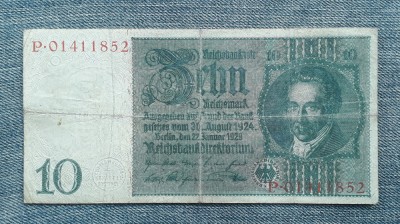 P·01411852
Reichsbanknote
Zehn
10
10
Reichsmark
Ausgegeben auf Grund des Bank
gesetzes vom 30. August 1924
Berlin, den 22. Januar 1929
Reichsbankdirektorium
10
P·01411852